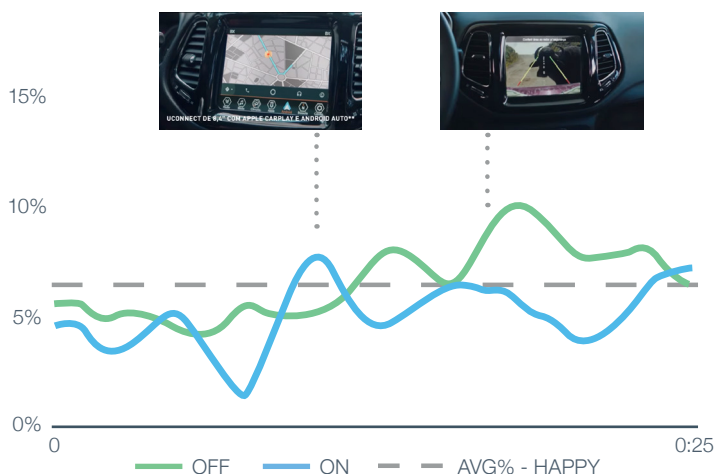 UCONNECT DE 8,4" COM APPLE CARPLAY E ANDROID AUTO**
15%
10%
5%
0%
0
0:25
OFF
ON
AVG% - HAPPY